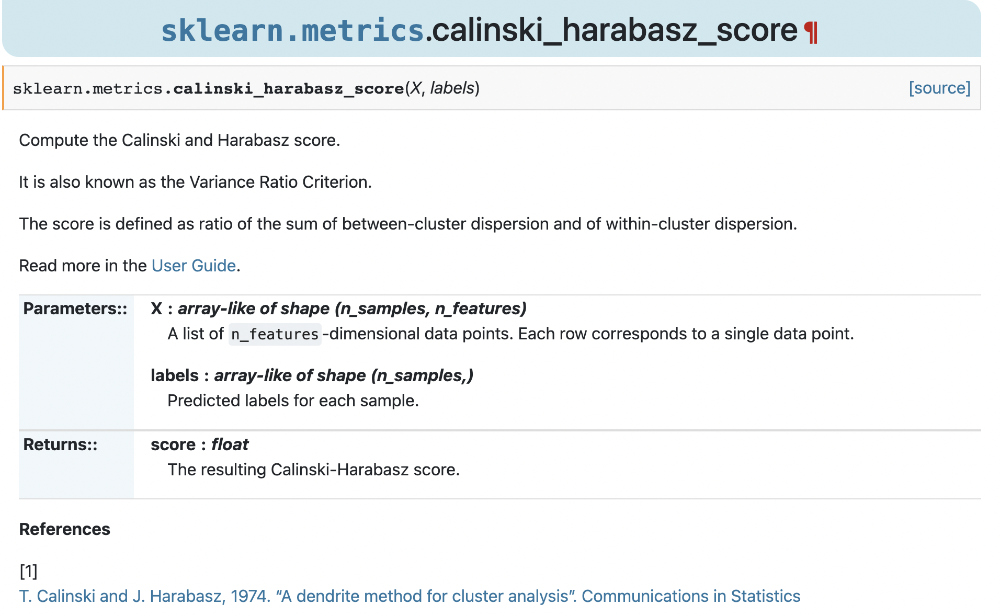 sklearn.metrics.calinski_harabasz_score¶
sklearn.metrics.calinski_harabasz_score(X, labels) [source]
Compute the Calinski and Harabasz score.
It is also known as the Variance Ratio Criterion.
The score is defined as ratio of the sum of between-cluster dispersion and of within-cluster dispersion.
Read more in the User Guide.
Parameters:: X : array-like of shape (n_samples, n_features)
A list of n_features-dimensional data points. Each row corresponds to a single data point.
labels : array-like of shape (n_samples,)
Predicted labels for each sample.
Returns:: score : float
The resulting Calinski-Harabasz score.
References
[1]
T. Calinski and J. Harabasz, 1974. “A dendrite method for cluster analysis”. Communications in Statistics